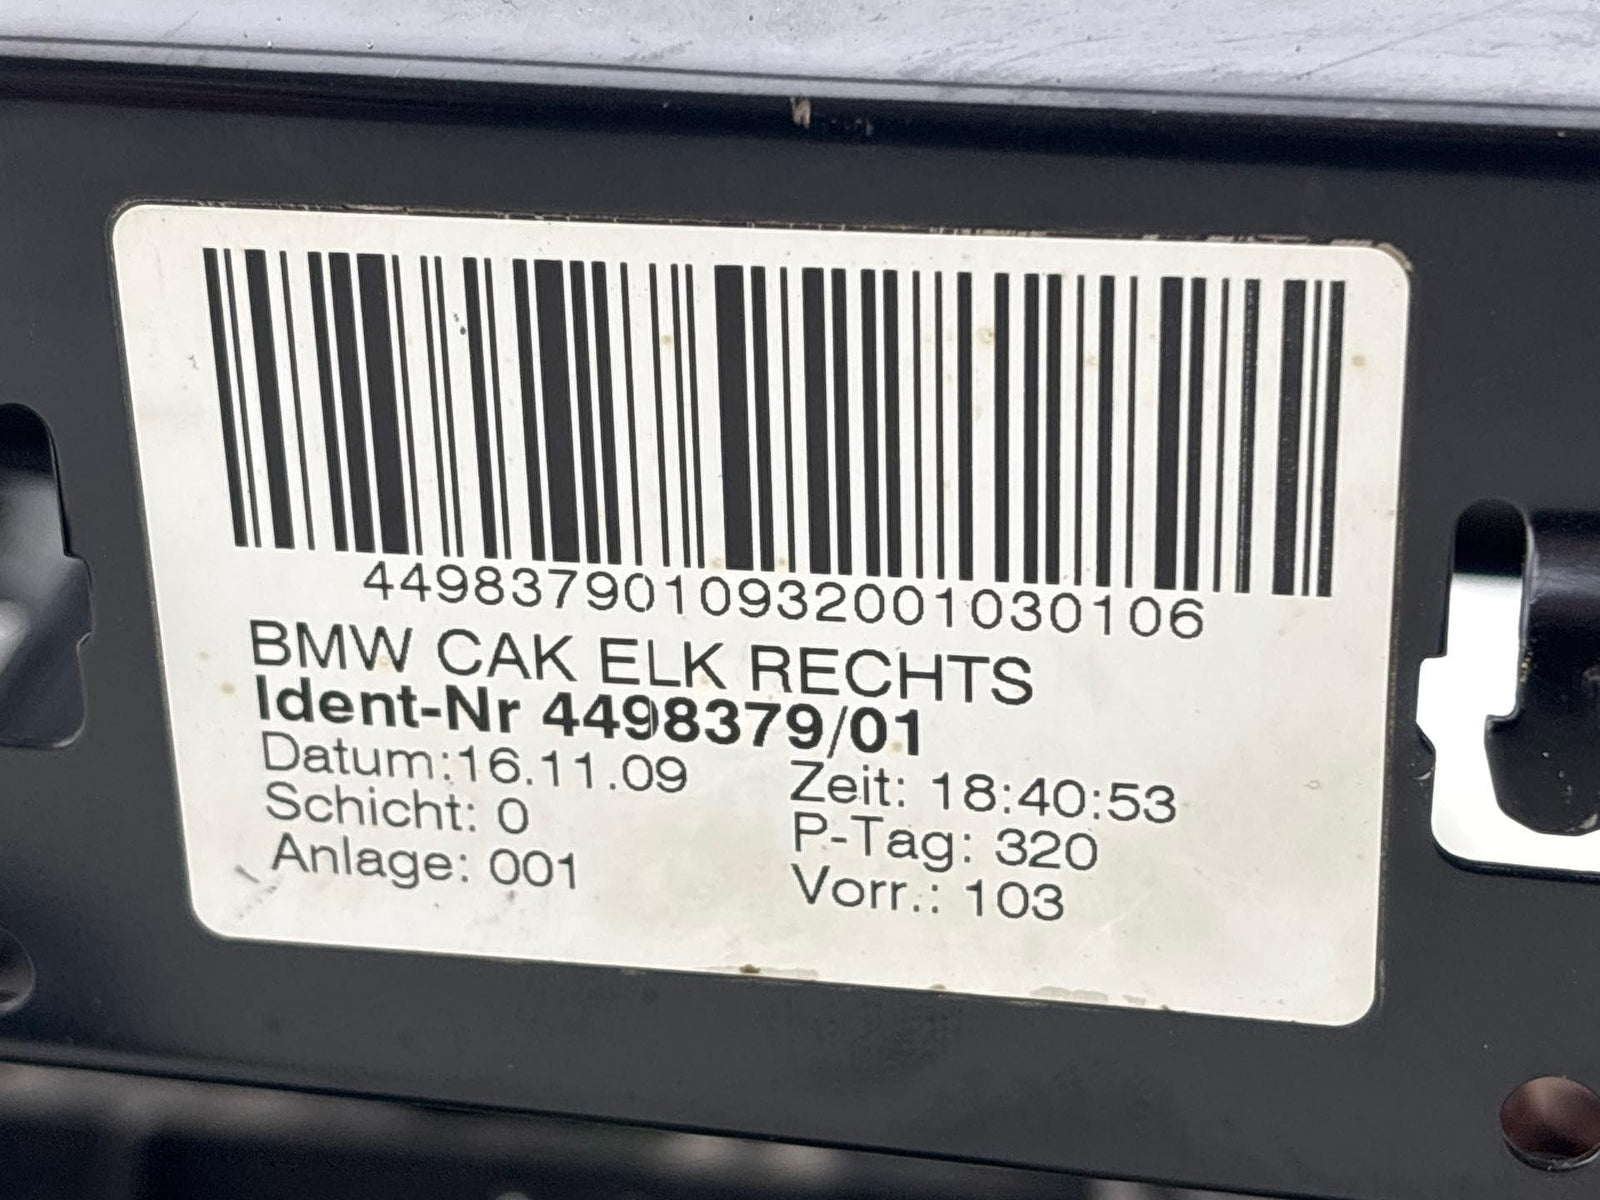 4498379010932001030106
BMW CAK ELK RECHTS
Ident-Nr 4498379/01
Datum:16.11.09 Zeit: 18:40:53
Schicht: 0 P-Tag: 320
Anlage: 001 Vorr.: 103